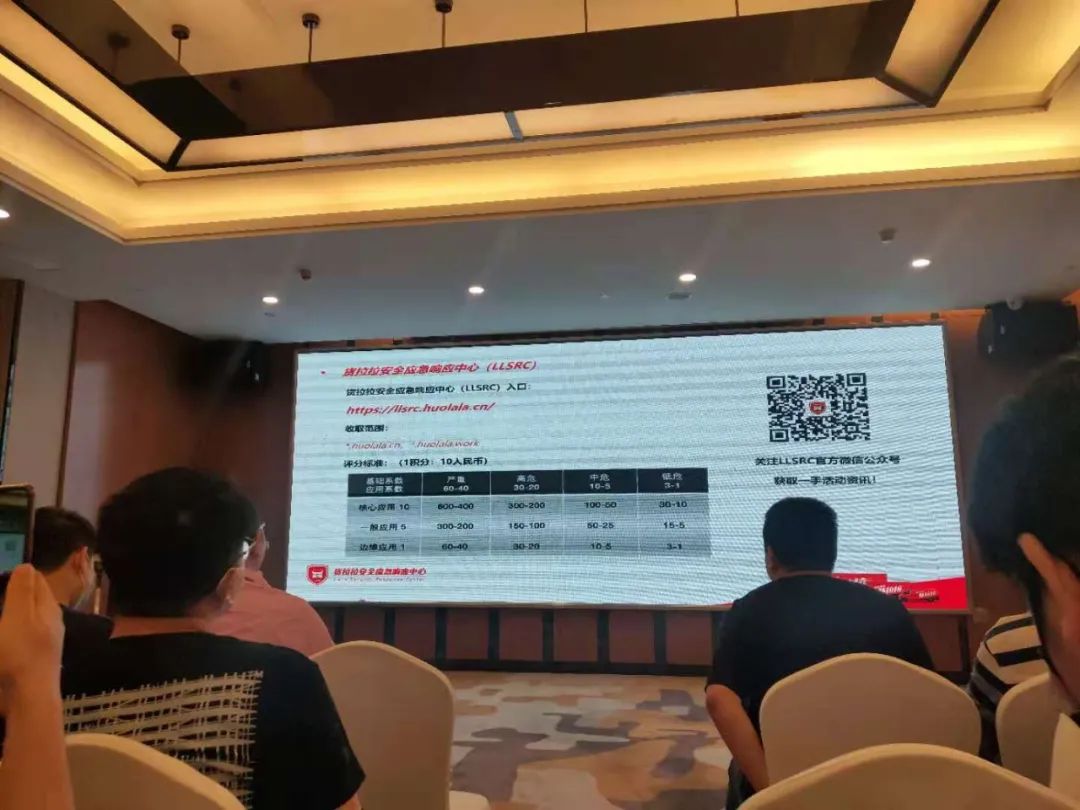 • 货拉拉安全应急响应中心（LLSRC）
货拉拉安全应急响应中心（LLSRC）入口：
https://llsrc.huolala.cn/
收取范围：
*.huolala.cn、*.huolala.work
评分标准：（1积分：10人民币）
基础系数 严重 高危 中危 低危
应用系数 60-40 30-20 10-5 3-1
核心应用 10 600-400 300-200 100-50 30-10
一般应用 5 300-200 150-100 50-25 15-5
边缘应用 1 60-40 30-20 10-5 3-1
关注LLSRC官方微信公众号
获取一手活动资讯！
货拉拉安全应急响应中心